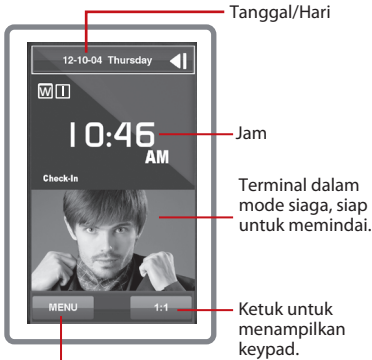 Tanggal/Hari
12-10-04 Thursday
W I
10:46
AM
Jam
Check-In
Terminal dalam
mode siaga, siap
untuk memindai.
MENU
1:1
Ketuk untuk
menampilkan
keypad.